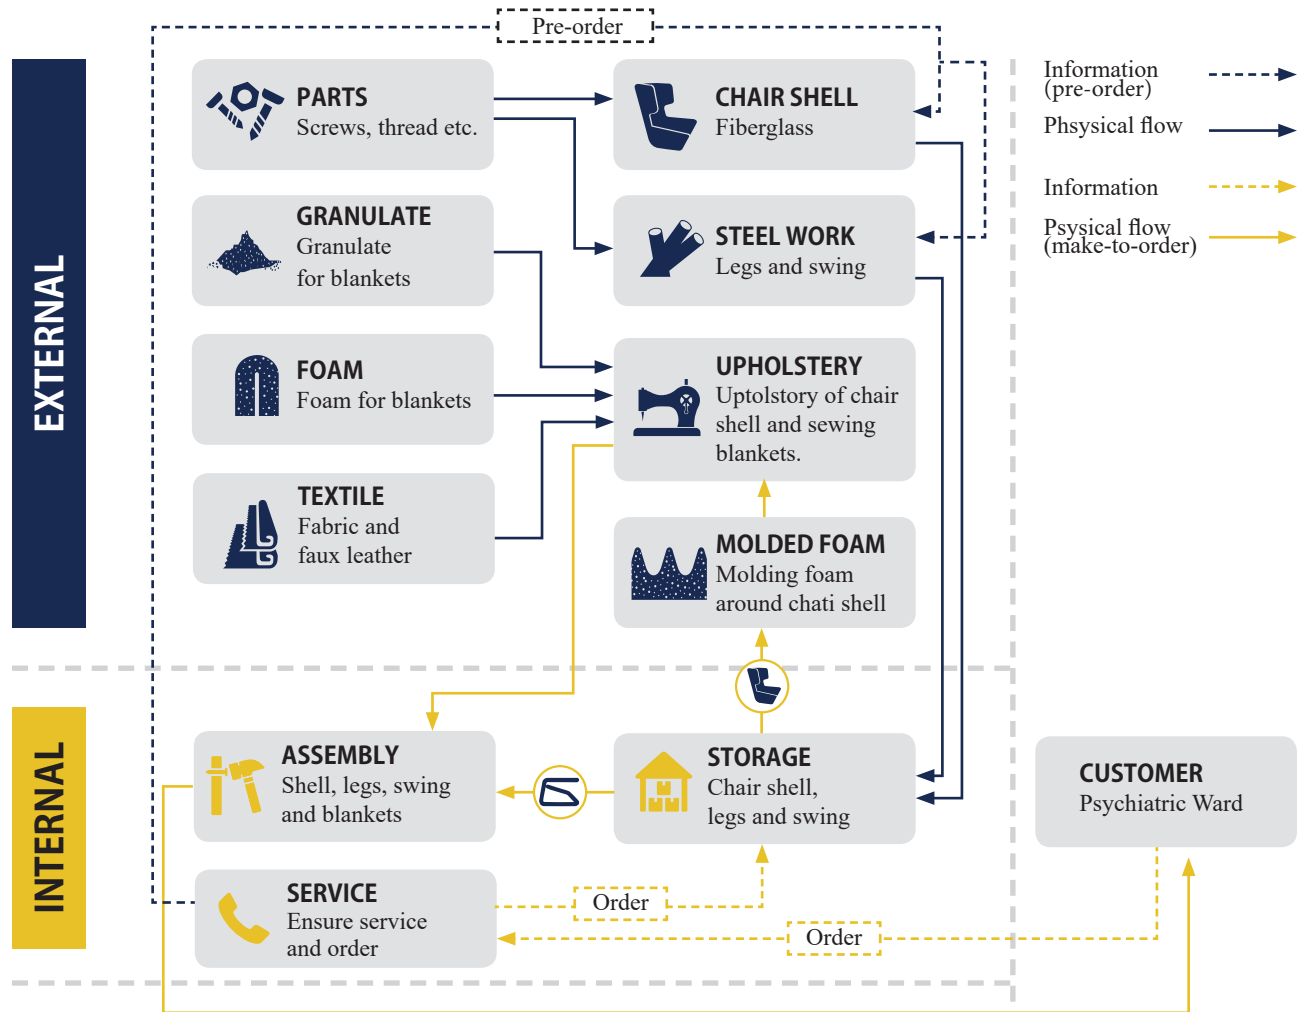 Pre-order
EXTERNAL
PARTS
Screws, thread etc.
CHAIR SHELL
Fiberglass
GRANULATE
Granulate
for blankets
STEEL WORK
Legs and swing
FOAM
Foam for blankets
UPHOLSTERY
Uptolstory of chair
shell and sewing
blankets.
TEXTILE
Fabric and
faux leather
MOLDED FOAM
Molding foam
around chati shell
Information
(pre-order)
Phsysical flow
Information
Psysical flow
(make-to-order)
INTERNAL
ASSEMBLY
Shell, legs, swing
and blankets
STORAGE
Chair shell,
legs and swing
CUSTOMER
Psychiatric Ward
SERVICE
Ensure service
and order
Order
Order